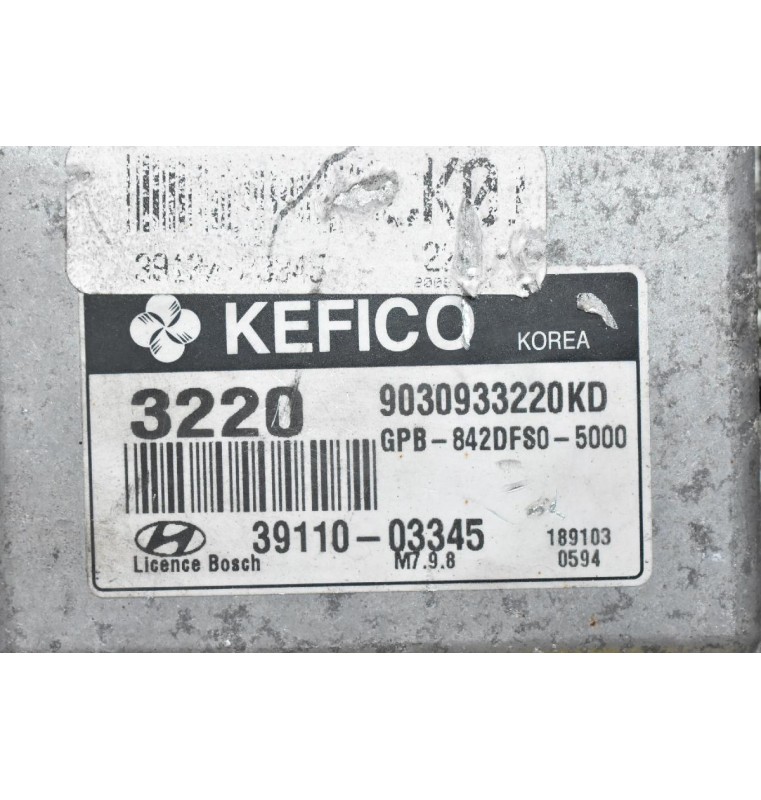 KEFICO KOREA
3220 9030933220KD
GPB-842DFS0-5000
39110-03345 189103
Licence Bosch M7.9.8 0594